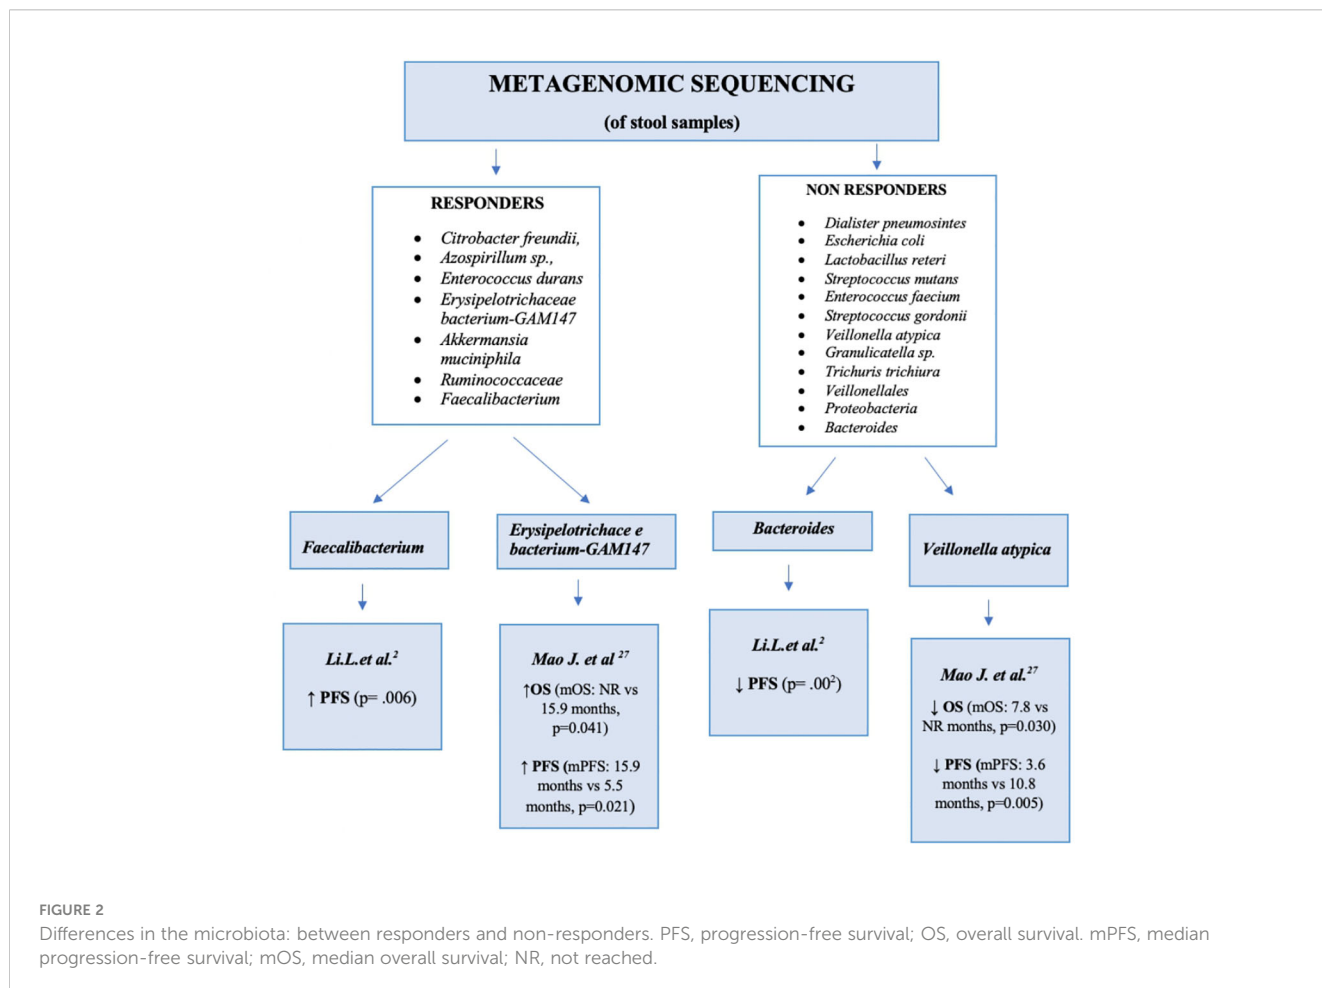 METAGENOMIC SEQUENCING
(of stool samples)
RESPONDERS
• Citrobacter freundii,
• Azospirillum sp.,
• Enterococcus durans
• Erysipelotrichaceae
bacterium-GAM147
• Akkermansia
muciniphila
• Ruminococcaceae
• Faecalibacterium
NON RESPONDERS
• Dialister pneumosintes
• Escherichia coli
• Lactobacillus reteri
• Streptococcus mutans
• Enterococcus faecium
• Streptococcus gordonii
• Veillonella atypica
• Granulicatella sp.
• Trichuris trichiura
• Veillonellales
• Proteobacteria
• Bacteroides
Faecalibacterium
Erysipelotrichace e
bacterium-GAM147
Bacteroides
Veillonella atypica
Li.L.et al.²
↑ PFS (p= .006)
Mao J. et al ²⁷
↑OS (mOS: NR vs
15.9 months,
p=0.041)
↑ PFS (mPFS: 15.9
months vs 5.5
months, p=0.021)
Li.L.et al.²
↓ PFS (p= .00²)
Mao J. et al.²⁷
↓ OS (mOS: 7.8 vs
NR months, p=0.030)
↓ PFS (mPFS: 3.6
months vs 10.8
months, p=0.005)
FIGURE 2
Differences in the microbiota: between responders and non-responders. PFS, progression-free survival; OS, overall survival. mPFS, median
progression-free survival; mOS, median overall survival; NR, not reached.